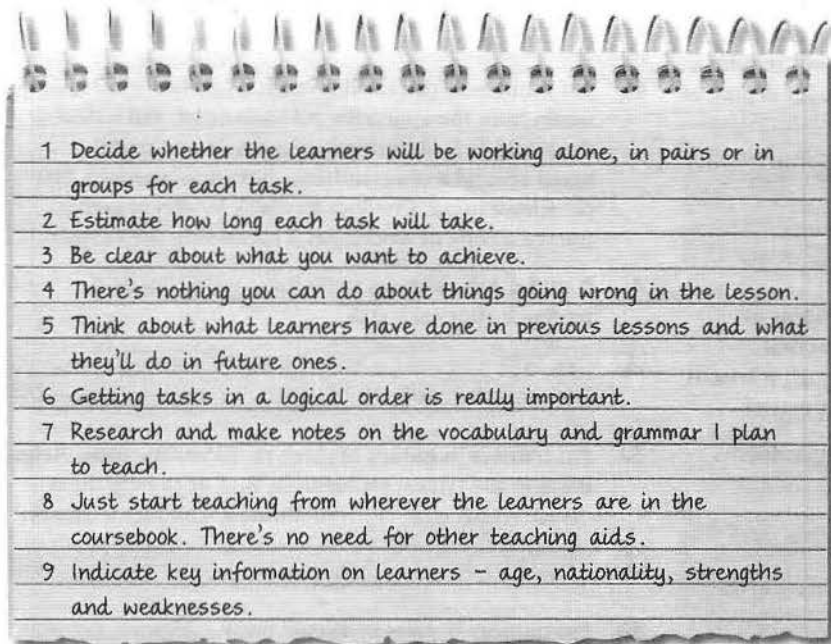 1 Decide whether the learners will be working alone, in pairs or in
groups for each task.
2 Estimate how long each task will take.
3 Be clear about what you want to achieve.
4 There's nothing you can do about things going wrong in the lesson.
5 Think about what learners have done in previous lessons and what
they'll do in future ones.
6 Getting tasks in a logical order is really important.
7 Research and make notes on the vocabulary and grammar I plan
to teach.
8 Just start teaching from wherever the learners are in the
coursebook. There's no need for other teaching aids.
9 Indicate key information on learners – age, nationality, strengths
and weaknesses.